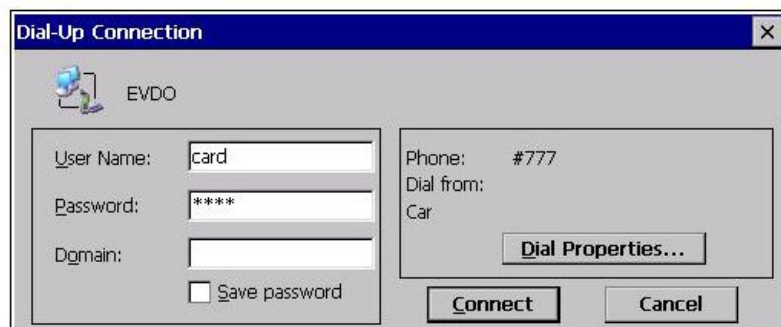 Dial-Up Connection
EVDO
User Name: card
Password: ****
Domain:
Save password
Phone: #777
Dial from:
Car
Dial Properties...
Connect
Cancel